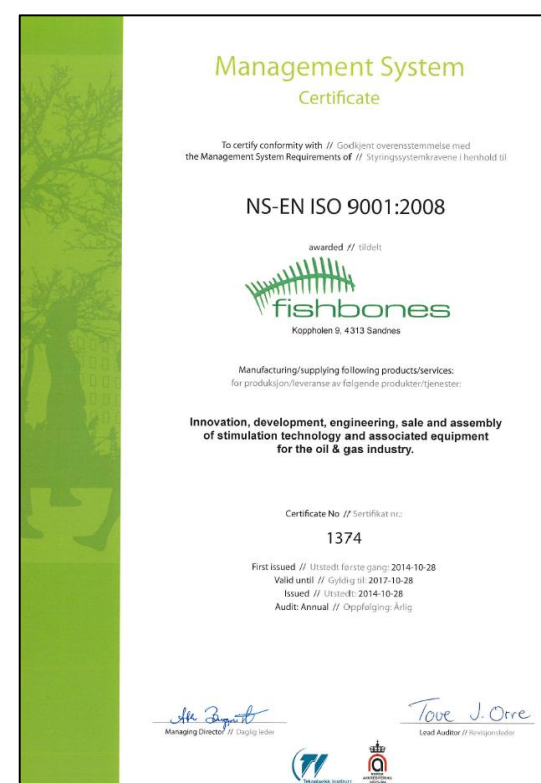 Management System
Certificate
To certify conformity with // Godkjent overensstemmelse med
the Management System Requirements of // Styringssystemkravene i henhold til
NS-EN ISO 9001:2008
awarded // tildelt
fishbones
Koppholen 9, 4313 Sandnes
Manufacturing/supplying following products/services:
for produksjon/leveranse av følgende produkter/tjenester:
Innovation, development, engineering, sale and assembly
of stimulation technology and associated equipment
for the oil & gas industry.
Certificate No // Sertifikat nr.:
1374
First issued // Utstedt første gang: 2014-10-28
Valid until // Gyldig til: 2017-10-28
Issued // Utstedt: 2014-10-28
Audit: Annual // Oppfølging: Årlig
Tove J. Orre
Managing Director // Daglig leder
Lead Auditor // Revisjonsleder
Teknologisk Institutt